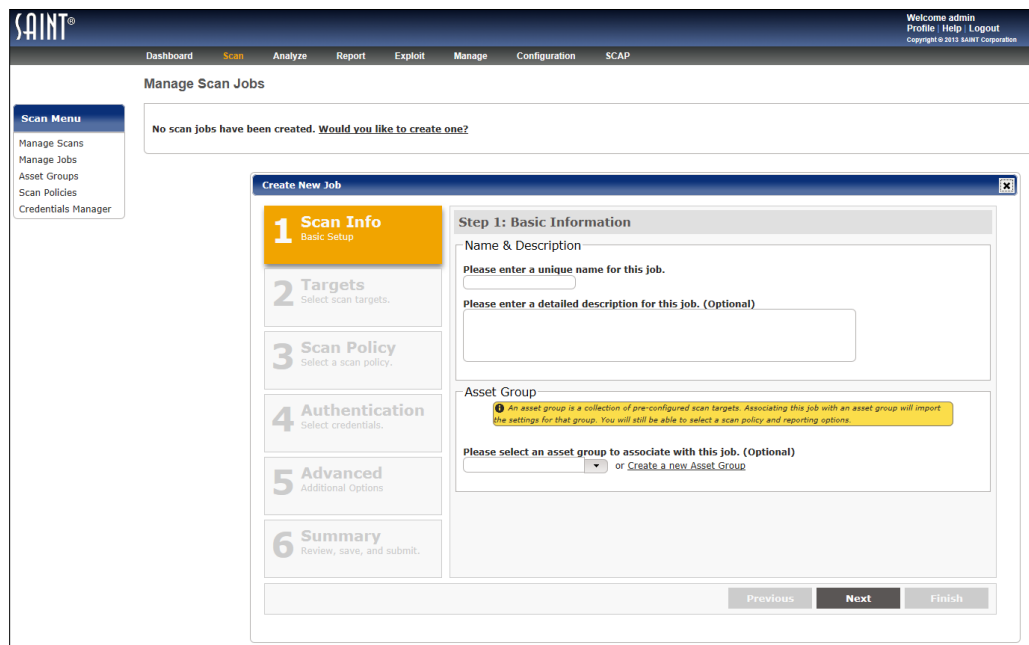 SAINT®
Welcome admin
Profile | Help | Logout
Copyright © 2013 SAINT Corporation
Dashboard Scan Analyze Report Exploit Manage Configuration SCAP
Manage Scan Jobs
Scan Menu
Manage Scans
Manage Jobs
Asset Groups
Scan Policies
Credentials Manager
No scan jobs have been created. Would you like to create one?
Create New Job
1 Scan Info
Basic Setup
2 Targets
Select scan targets.
3 Scan Policy
Select a scan policy.
4 Authentication
Select credentials.
5 Advanced
Additional Options
6 Summary
Review, save, and submit.
Step 1: Basic Information
Name & Description
Please enter a unique name for this job.
Please enter a detailed description for this job. (Optional)
Asset Group
An asset group is a collection of pre-configured scan targets. Associating this job with an asset group will import
the settings for that group. You will still be able to select a scan policy and reporting options.
Please select an asset group to associate with this job. (Optional)
or Create a new Asset Group
Previous Next Finish